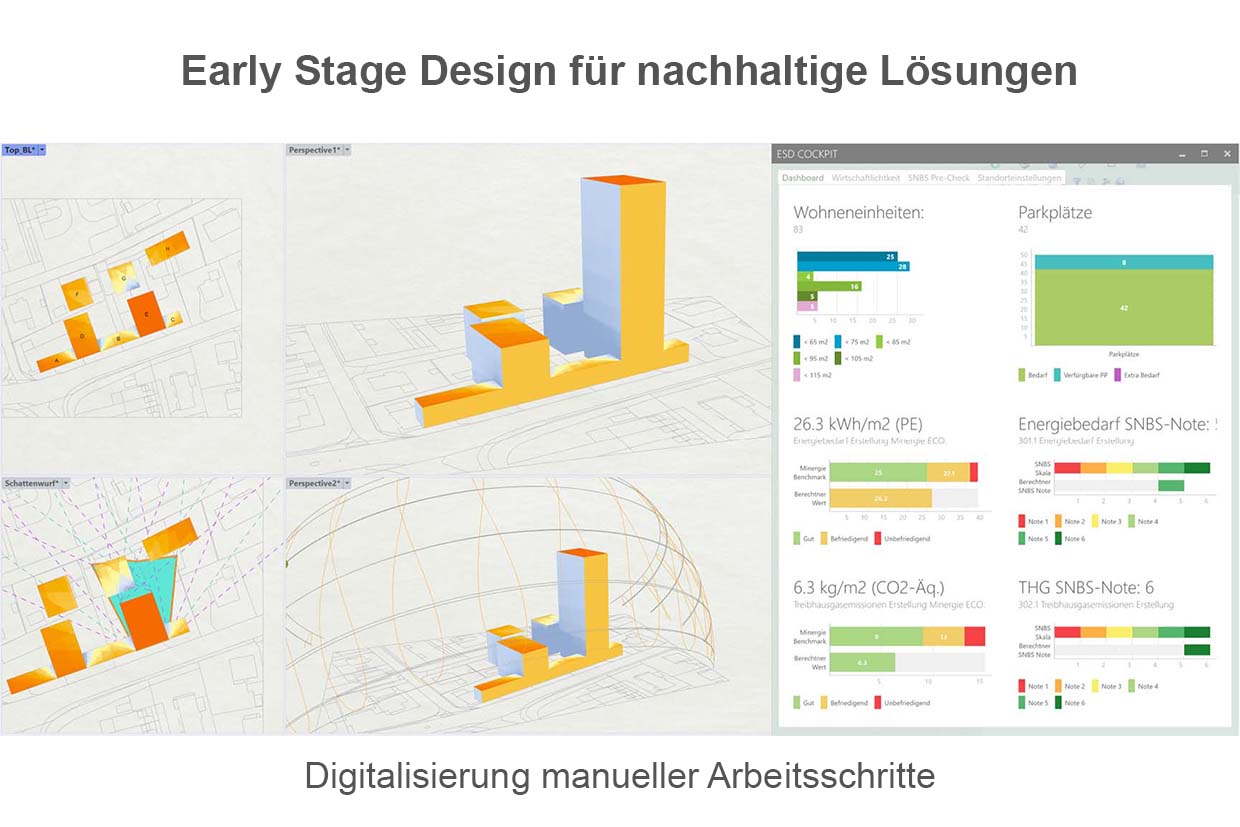 Early Stage Design für nachhaltige Lösungen
Top_BL*
Perspective1*
ESD COCKPIT
Dashboard Wirtschaftlichkeit SNBS Pre-Check Standorteinstellungen
H
G
F
E
D
C
B
A
Wohneinheiten:
83
25
28
4
16
5
5
5 10 15 20 25 30
< 65 m2 < 75 m2 < 85 m2
< 95 m2 < 105 m2
< 115 m2
Parkplätze
42
50
45
40
35
30
25
20
15
10
5
8
42
Parkplätze
Bedarf Verfürgbare PP Extra Bedarf
26.3 kWh/m2 (PE)
Energiebedarf Erstellung Minergie ECO:
Minergie
Benchmark
25 27.1
Berechneter
Wert
26.3
5 10 15 20 25 30 35 40
Gut Befriedigend Unbefriedigend
Energiebedarf SNBS-Note:
301.1 Energiebedarf Erstellung
SNBS
Skala
Berechner
SNBS Note
1 2 3 4 5 6
Note 1 Note 2 Note 3 Note 4
Note 5 Note 6
Schattenwurf*
Perspective2*
6.3 kg/m2 (CO2-Äq.)
Treibhausgasemissionen Erstellung Minergie ECO:
Minergie
Benchmark
9 13
Berechtner
Wert
6.3
5 10 15
Gut Befriedigend Unbefriedigend
THG SNBS-Note: 6
302.1 Treibhausgasemissionen Erstellung
SNBS
Skala
Berechner
SNBS Note
1 2 3 4 5 6
Note 1 Note 2 Note 3 Note 4
Note 5 Note 6
Digitalisierung manueller Arbeitsschritte